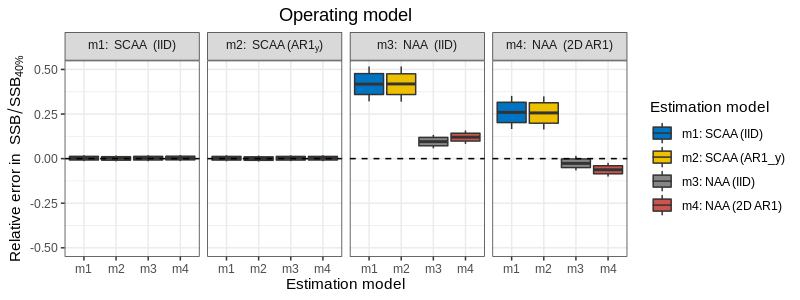 Operating model
m1: SCAA (IID)
m2: SCAA (AR1y)
m3: NAA (IID)
m4: NAA (2D AR1)
Relative error in SSB/SSB40%
0.50
0.25
0.00
-0.25
-0.50
m1 m2 m3 m4
m1 m2 m3 m4
m1 m2 m3 m4
m1 m2 m3 m4
Estimation model
Estimation model
m1: SCAA (IID)
m2: SCAA (AR1_y)
m3: NAA (IID)
m4: NAA (2D AR1)